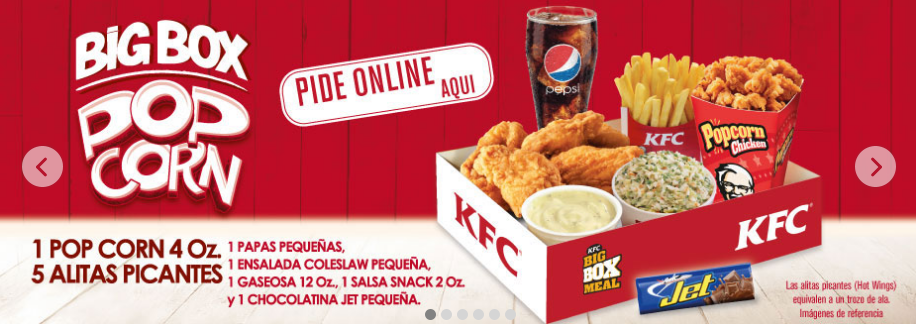 BIG BOX
POP
CORN
PIDE ONLINE
AQUI
pepsi
KFC
Popcorn
Chicken
KFC
KFC
KFC
BIG
BOX
MEAL
Jet
1 POP CORN 4 Oz.
5 ALITAS PICANTES
1 PAPAS PEQUEÑAS,
1 ENSALADA COLESLAW PEQUEÑA,
1 GASEOSA 12 Oz., 1 SALSA SNACK 2 Oz.
y 1 CHOCOLATINA JET PEQUEÑA.
Las alitas picantes (Hot Wings)
equivalen a un trozo de ala.
Imágenes de referencia